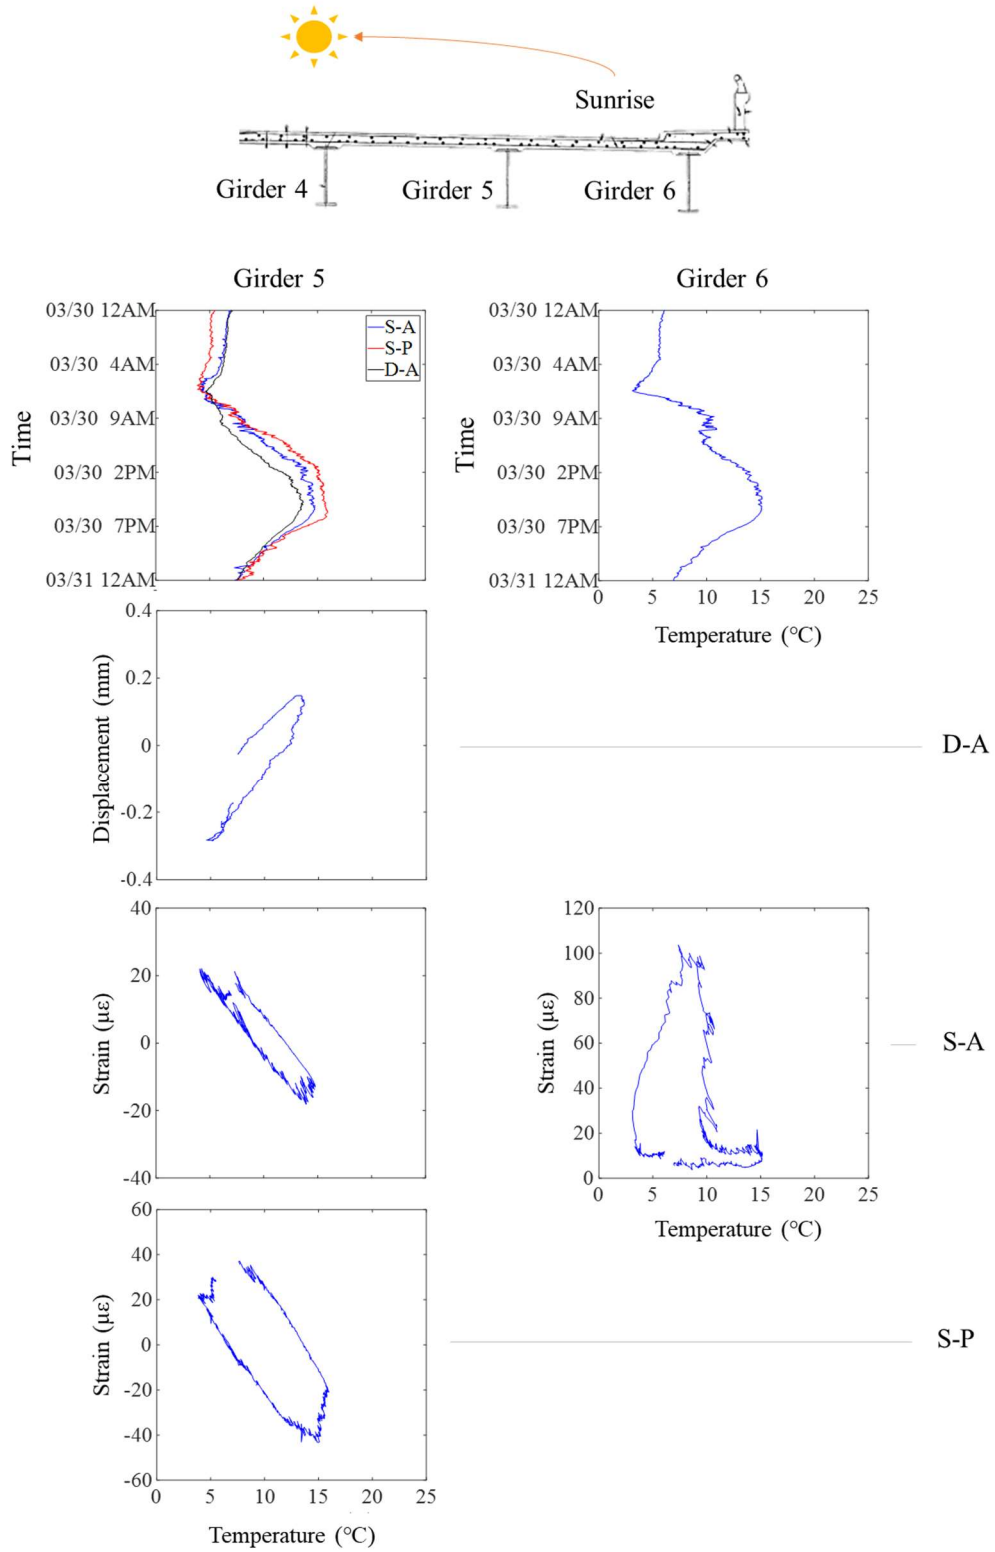 Sunrise
Girder 4 Girder 5 Girder 6
Girder 5 Girder 6
Time
03/30 12AM
03/30 4AM
03/30 9AM
03/30 2PM
03/30 7PM
03/31 12AM
S-A
S-P
D-A
Time
03/30 12AM
03/30 4AM
03/30 9AM
03/30 2PM
03/30 7PM
03/31 12AM
0 5 10 15 20 25
Temperature (°C)
Displacement (mm)
0.4
0.2
0
-0.2
-0.4
D-A
Strain (με)
40
20
0
-20
-40
Strain (με)
120
100
80
60
40
20
0
0 5 10 15 20 25
Temperature (°C)
S-A
Strain (με)
60
40
20
0
-20
-40
-60
0 5 10 15 20 25
Temperature (°C)
S-P